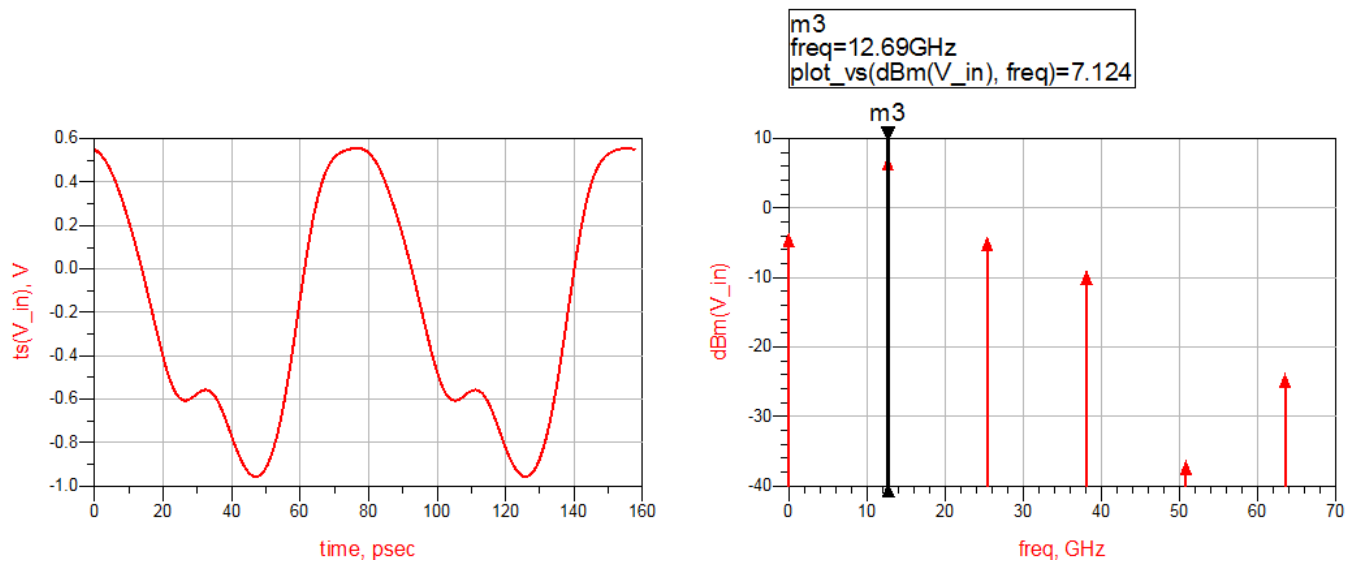 m3
freq=12.69GHz
plot_vs(dBm(V_in), freq)=7.124
m3
0.6
0.4
0.2
0.0
-0.2
-0.4
-0.6
-0.8
-1.0
ts(V_in), V
0 20 40 60 80 100 120 140 160
time, psec
10
0
-10
-20
-30
-40
dBm(V_in)
0 10 20 30 40 50 60 70
freq, GHz